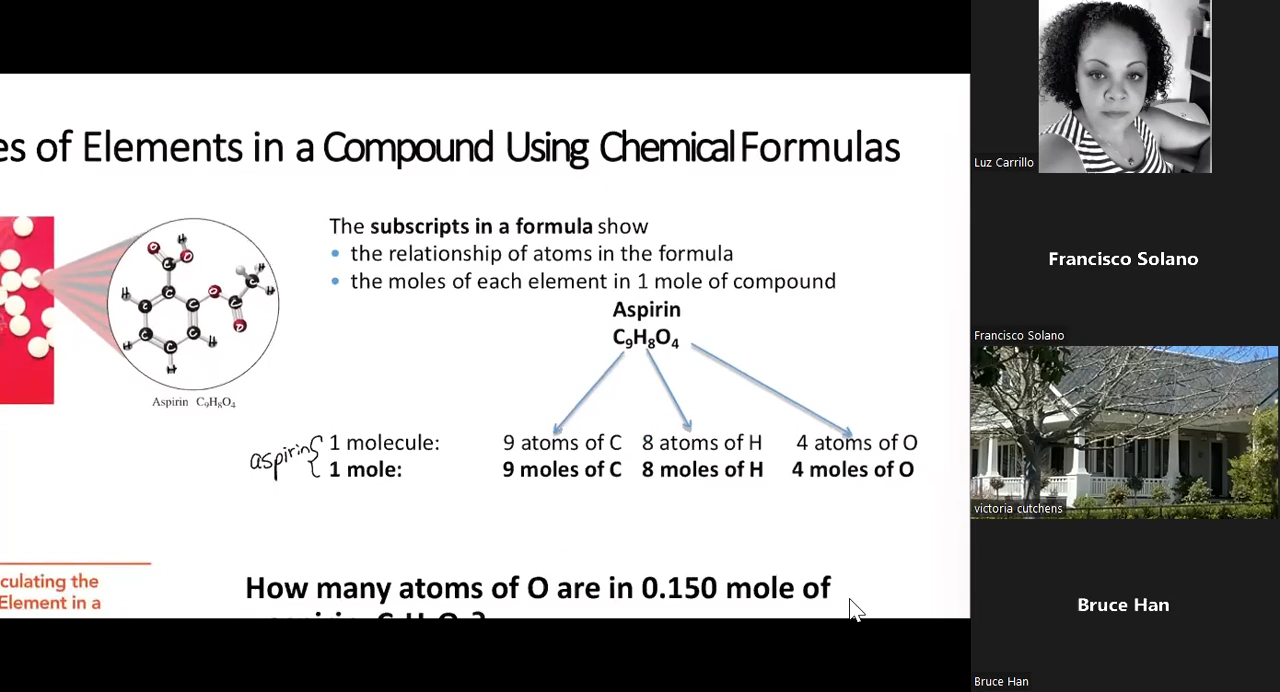 es of Elements in a Compound Using Chemical Formulas
The subscripts in a formula show
• the relationship of atoms in the formula
• the moles of each element in 1 mole of compound
Aspirin
C₉H₈O₄
O H O C H H C H C O C C H C C O C C H H C H
Aspirin C₉H₈O₄
aspirin { 1 molecule: 9 atoms of C 8 atoms of H 4 atoms of O
1 mole: 9 moles of C 8 moles of H 4 moles of O
culating the
Element in a
How many atoms of O are in 0.150 mole of
Luz Carrillo
Francisco Solano
Francisco Solano
victoria cutchens
Bruce Han
Bruce Han